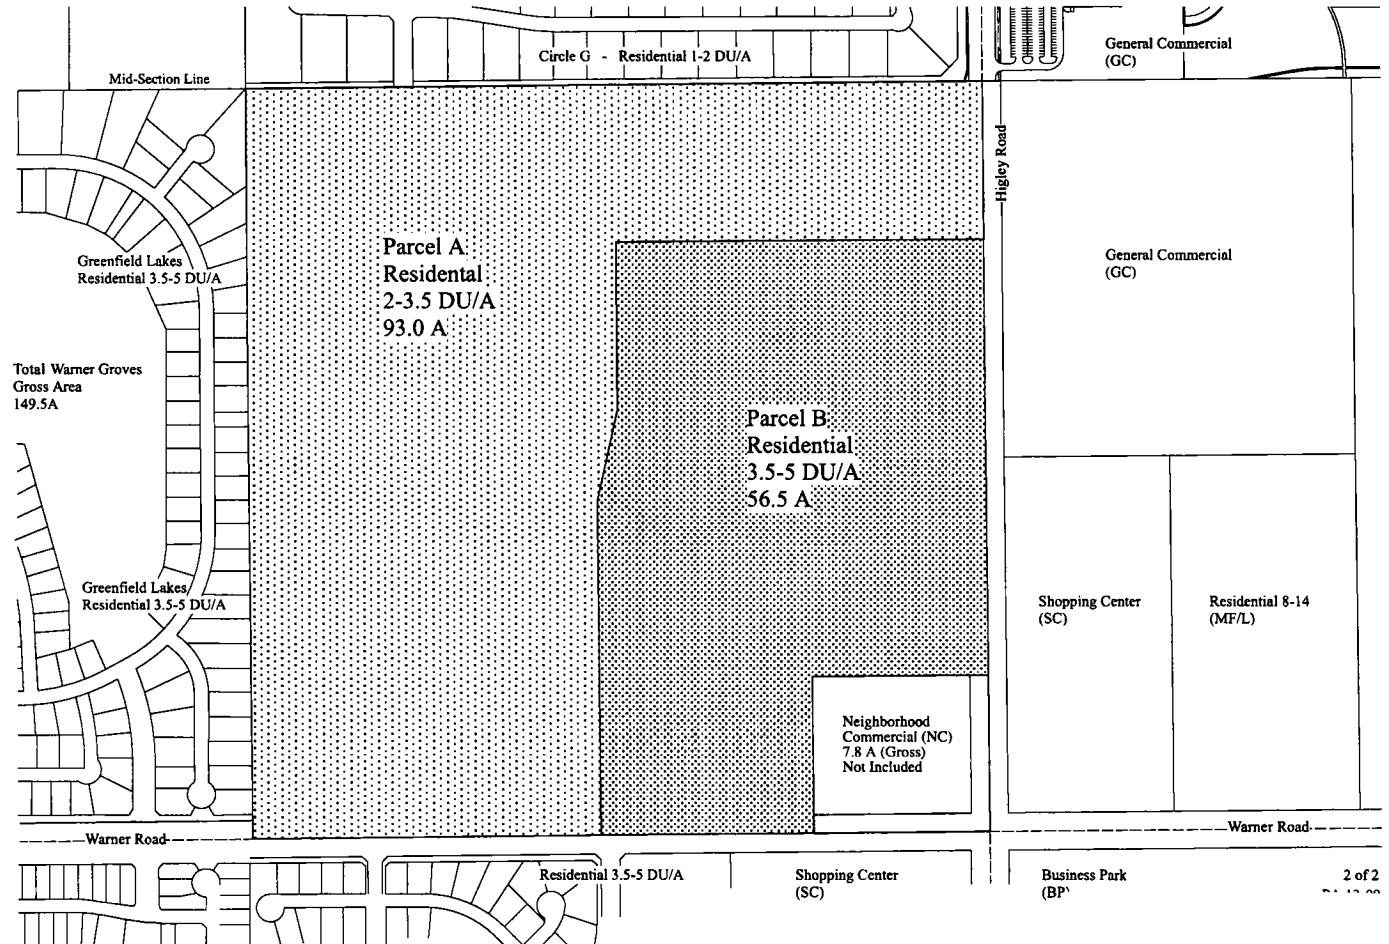 Circle G - Residential 1-2 DU/A
General Commercial
(GC)
Mid-Section Line
Higley Road
Parcel A
Residental
2-3.5 DU/A
93.0 A
Greenfield Lakes
Residential 3.5-5 DU/A
General Commercial
(GC)
Total Warner Groves
Gross Area
149.5A
Parcel B
Residential
3.5-5 DU/A
56.5 A
Greenfield Lakes
Residential 3.5-5 DU/A
Shopping Center
(SC)
Residential 8-14
(MF/L)
Neighborhood
Commercial (NC)
7.8 A (Gross)
Not Included
Warner Road
Warner Road
Residential 3.5-5 DU/A
Shopping Center
(SC)
Business Park
(BP)
2 of 2